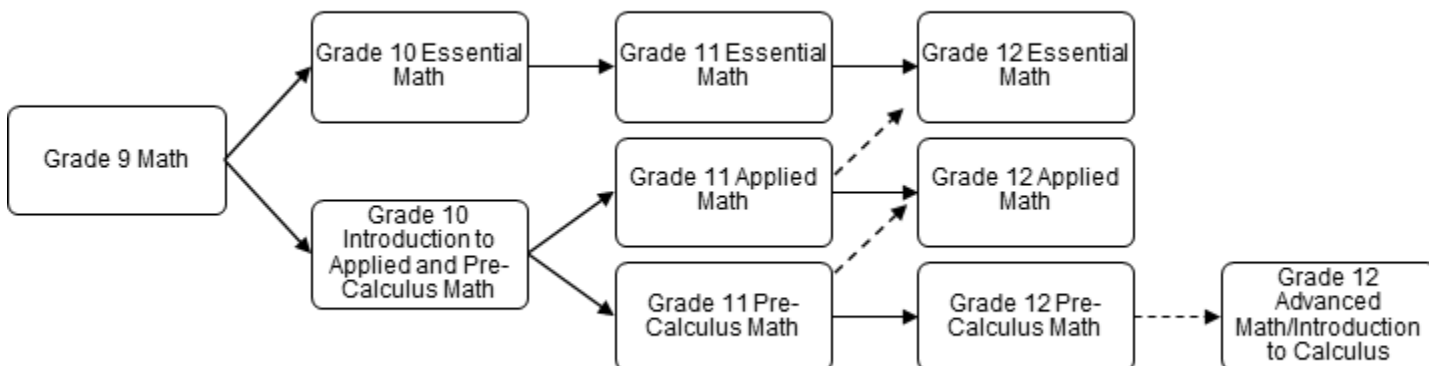 Grade 9 Math
Grade 10 Essential
Math
Grade 10
Introduction to
Applied and Pre-
Calculus Math
Grade 11 Essential
Math
Grade 11 Applied
Math
Grade 11 Pre-
Calculus Math
Grade 12 Essential
Math
Grade 12 Applied
Math
Grade 12 Pre-
Calculus Math
Grade 12
Advanced
Math/Introduction
to Calculus